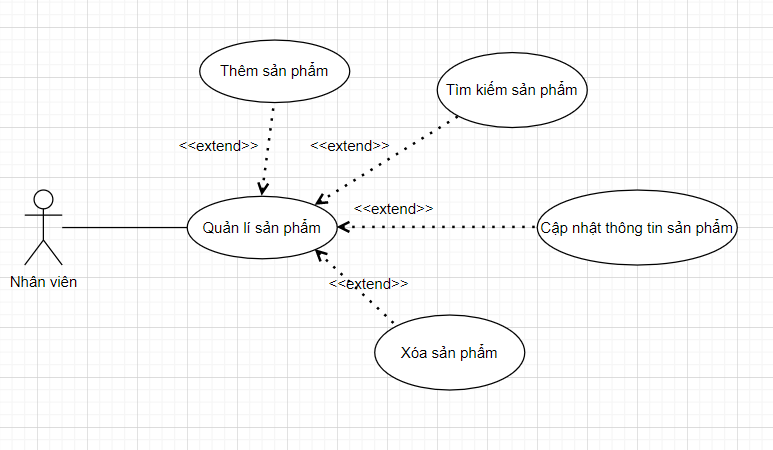 Thêm sản phẩm
Tìm kiếm sản phẩm
<<extend>>
<<extend>>
<<extend>>
Quản lí sản phẩm
Cập nhật thông tin sản phẩm
Nhân viên
<<extend>>
Xóa sản phẩm